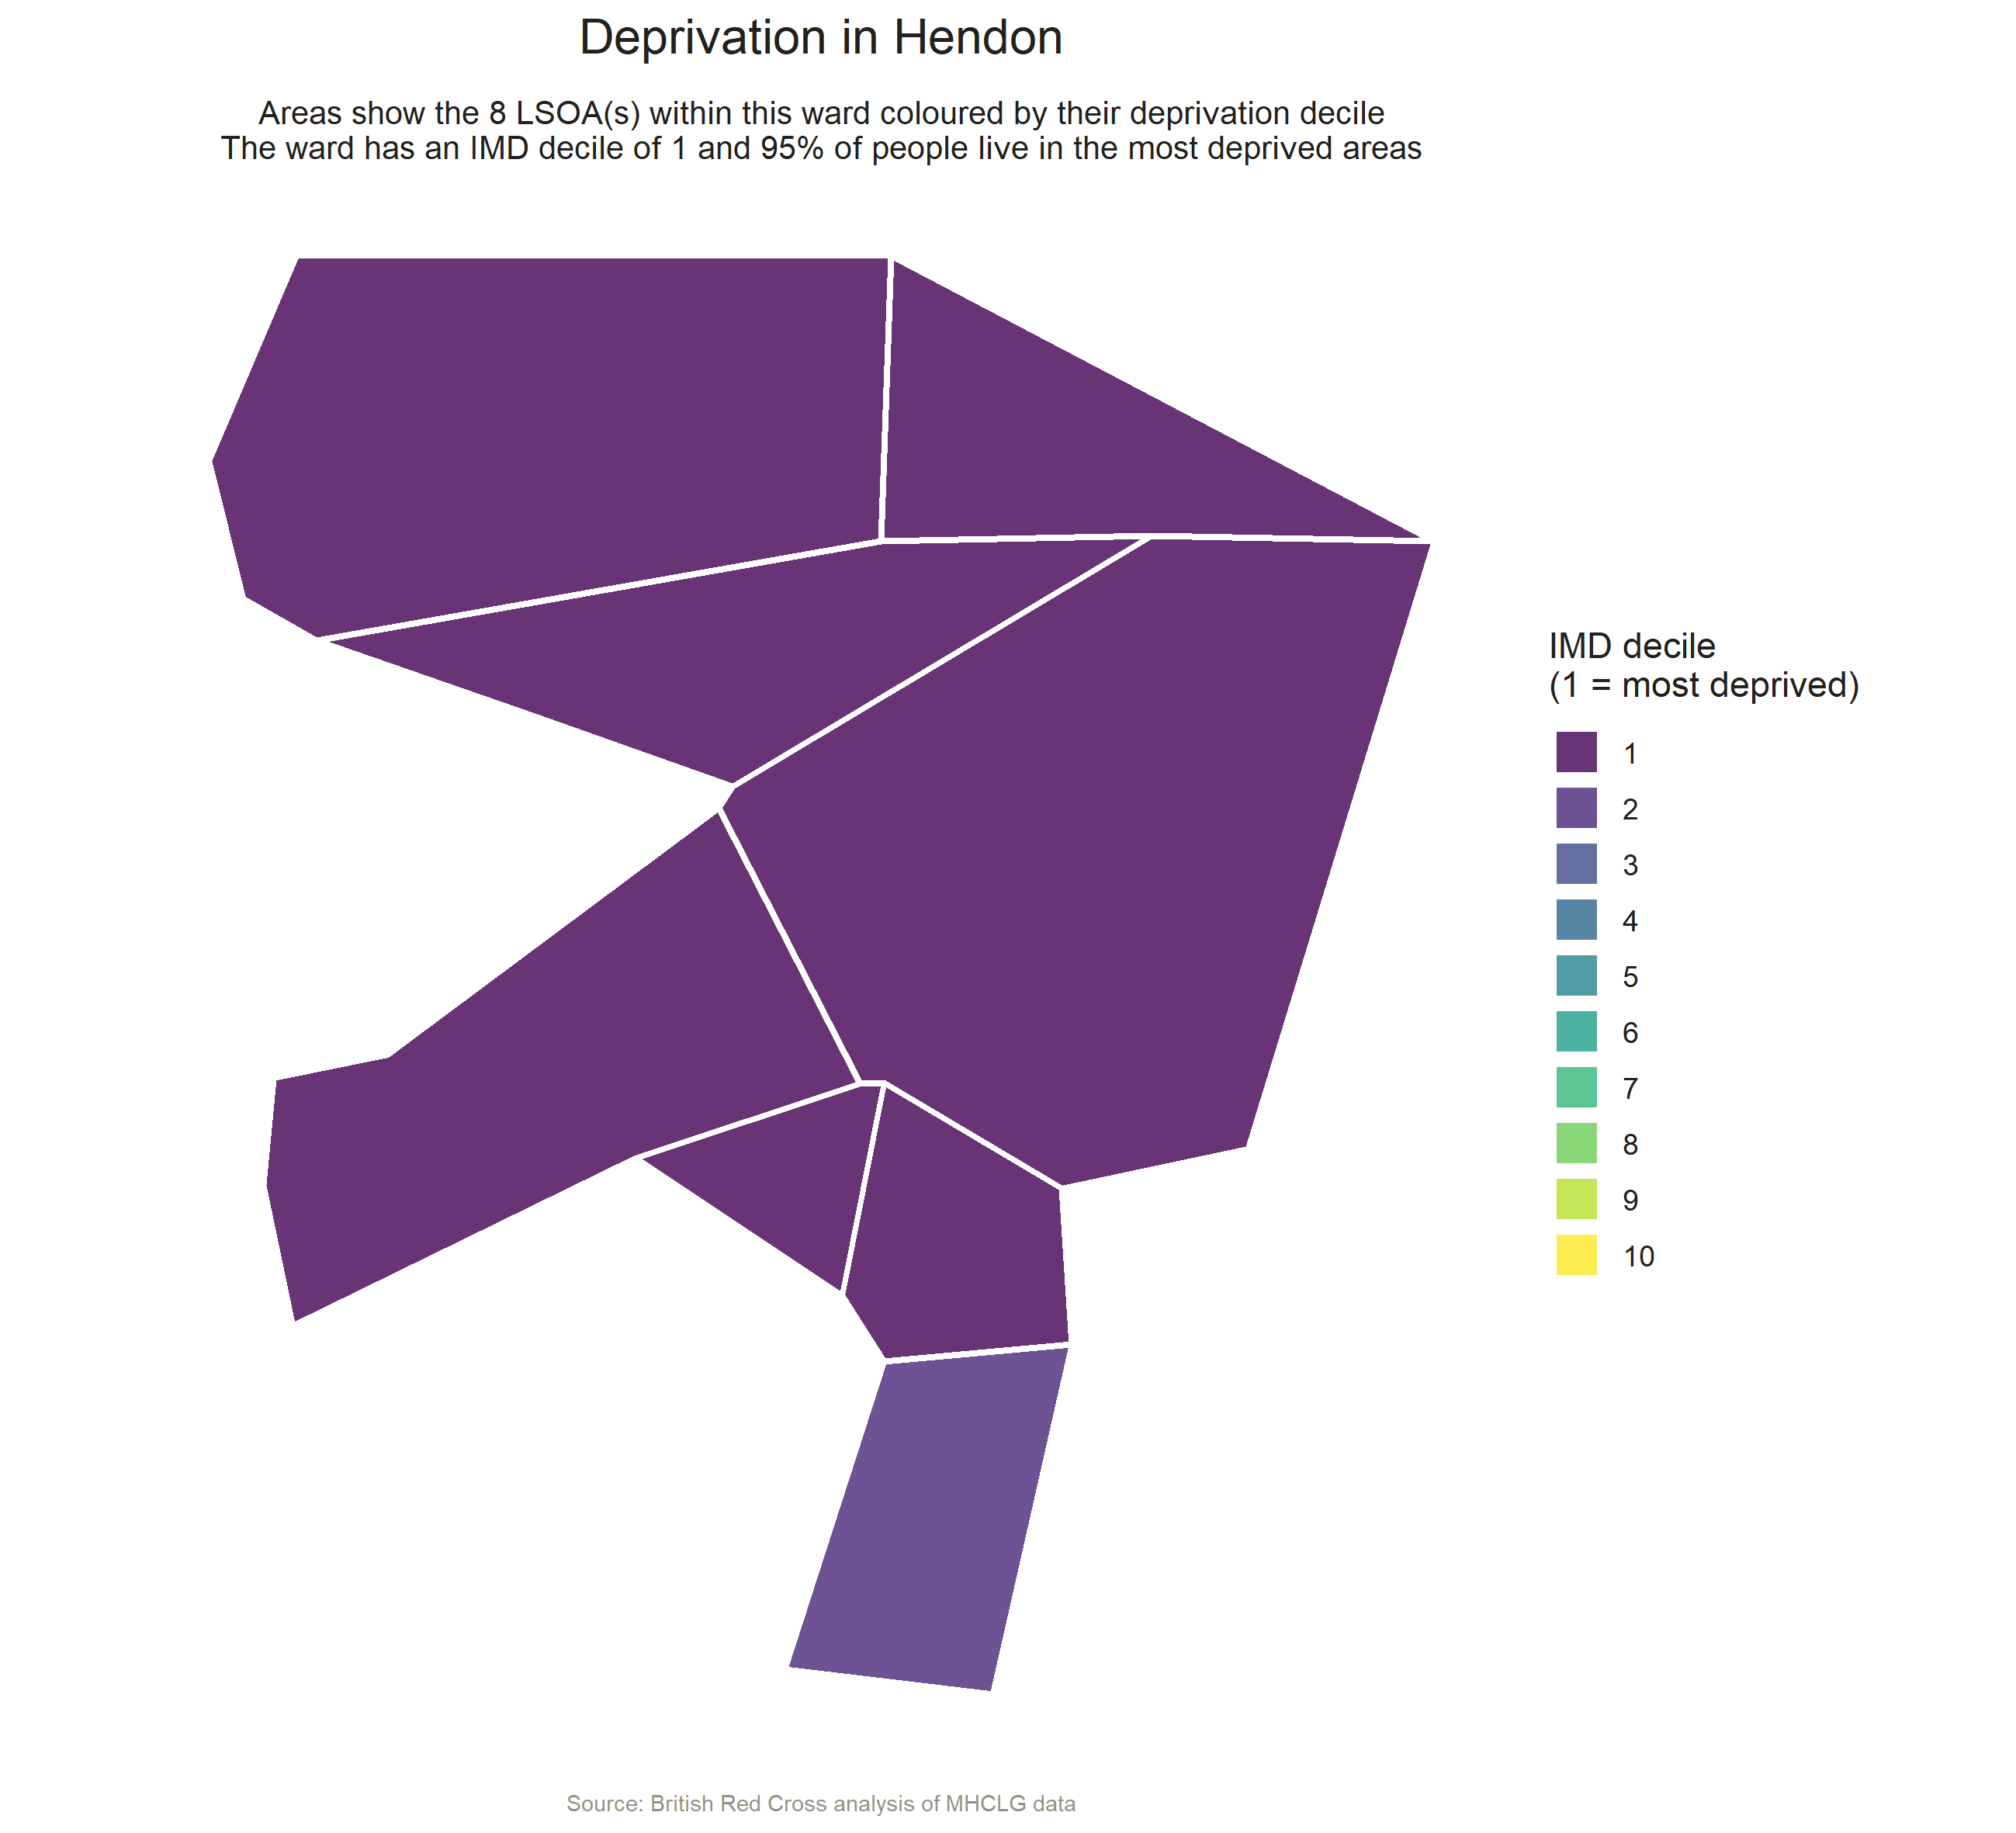 Deprivation in Hendon
Areas show the 8 LSOA(s) within this ward coloured by their deprivation decile
The ward has an IMD decile of 1 and 95% of people live in the most deprived areas
IMD decile
(1 = most deprived)
1
2
3
4
5
6
7
8
9
10
Source: British Red Cross analysis of MHCLG data